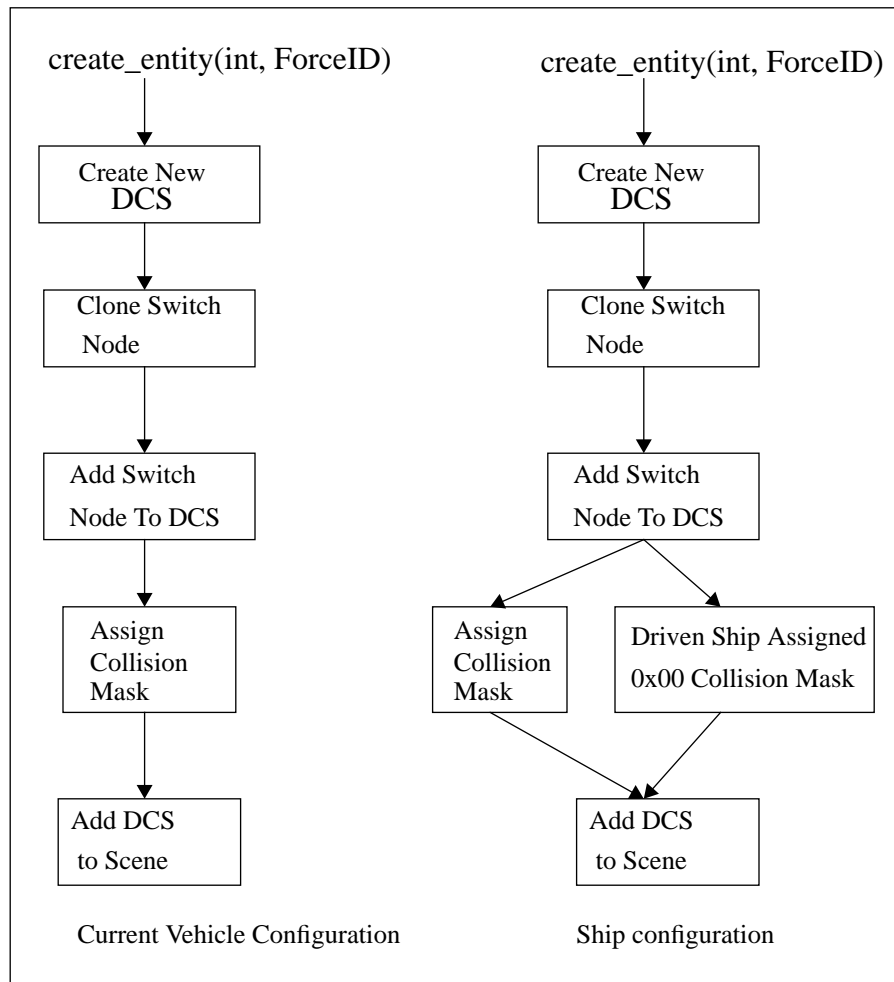 create_entity(int, ForceID)
Create New
DCS
Clone Switch
Node
Add Switch
Node To DCS
Assign
Collision
Mask
Add DCS
to Scene
Current Vehicle Configuration
create_entity(int, ForceID)
Create New
DCS
Clone Switch
Node
Add Switch
Node To DCS
Assign
Collision
Mask
Driven Ship Assigned
0x00 Collision Mask
Add DCS
to Scene
Ship configuration